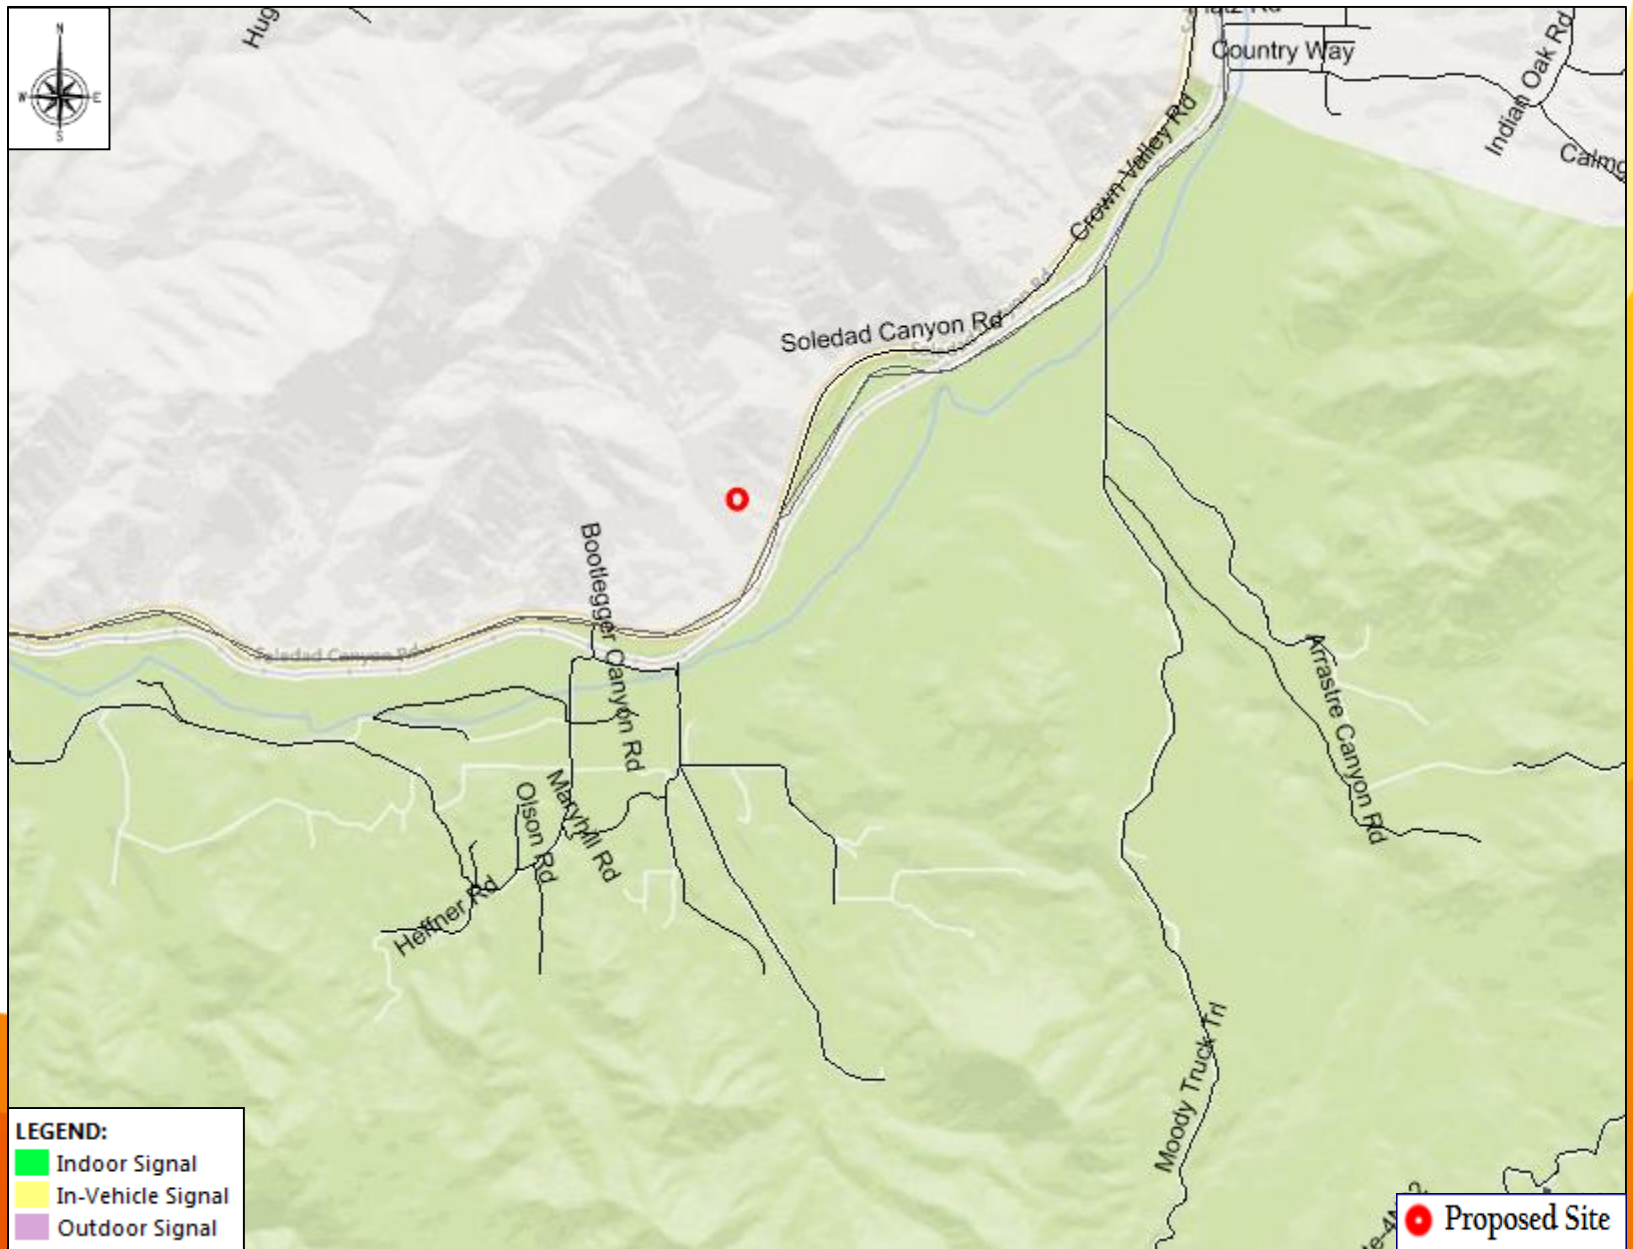 N
W
E
S
Hug
Country Way
Indian Oak Rd
Crown Valley Rd
Soledad Canyon Rd
Bootlegger Canyon Rd
Soledad Canyon Rd
Arrastre Canyon Rd
Maryhill Rd
Olson Rd
Heffner Rd
Moody Truck Trl
LEGEND:
Indoor Signal
In-Vehicle Signal
Outdoor Signal
Proposed Site